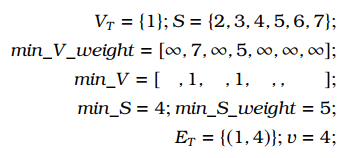 V_T = {1}; S = {2, 3, 4, 5, 6, 7};
min_V_weight = [∞, 7, ∞, 5, ∞, ∞, ∞];
min_V = [ , 1, , 1, , , ];
min_S = 4; min_S_weight = 5;
E_T = {(1, 4)}; v = 4;